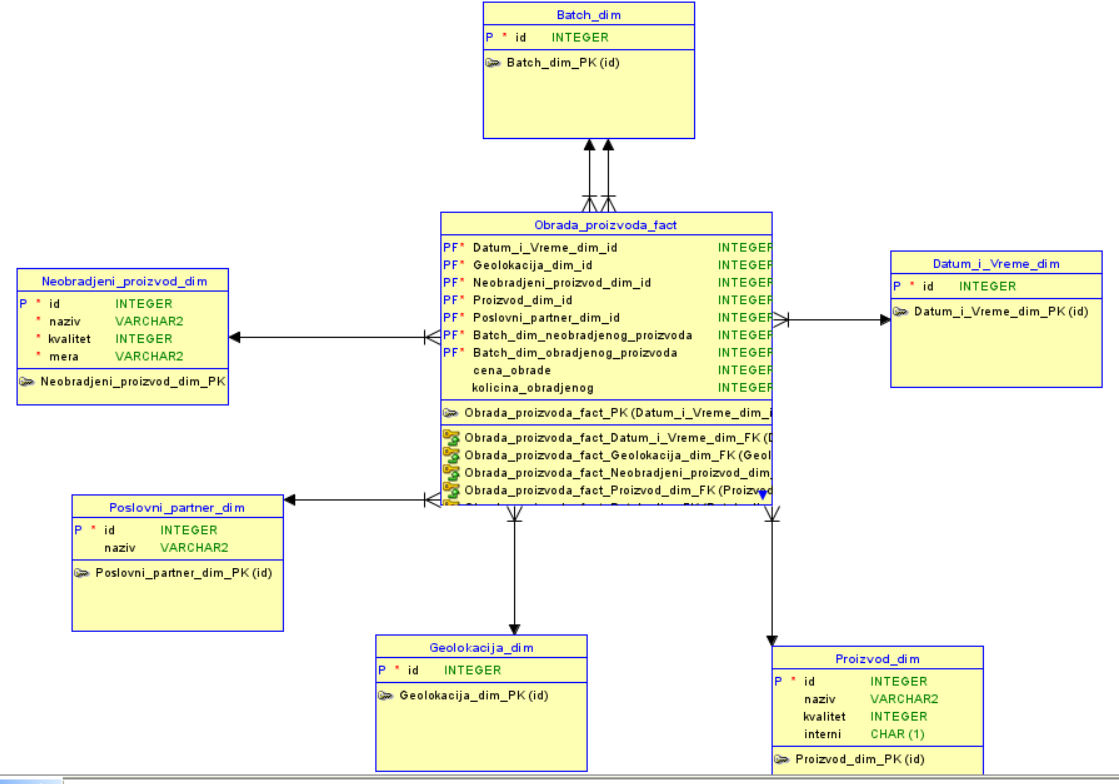 Batch_dim
P * id INTEGER
Batch_dim_PK (id)
Obrada_proizvoda_fact
PF* Datum_i_Vreme_dim_id INTEGER
PF* Geolokacija_dim_id INTEGER
PF* Neobradjeni_proizvod_dim_id INTEGER
PF* Proizvod_dim_id INTEGER
PF* Poslovni_partner_dim_id INTEGER
PF* Batch_dim_neobradjenog_proizvoda INTEGER
PF* Batch_dim_obradjenog_proizvoda INTEGER
cena_obrade INTEGER
kolicina_obradjenog INTEGER
Obrada_proizvoda_fact_PK (Datum_i_Vreme_dim_i
Obrada_proizvoda_fact_Datum_i_Vreme_dim_FK (D
Obrada_proizvoda_fact_Geolokacija_dim_FK (Geol
Obrada_proizvoda_fact_Neobradjeni_proizvod_dim
Obrada_proizvoda_fact_Proizvod_dim_FK (Proizvod
Neobradjeni_proizvod_dim
P * id INTEGER
* naziv VARCHAR2
* kvalitet INTEGER
* mera VARCHAR2
Neobradjeni_proizvod_dim_PK
Datum_i_Vreme_dim
P * id INTEGER
Datum_i_Vreme_dim_PK (id)
Poslovni_partner_dim
P * id INTEGER
naziv VARCHAR2
Poslovni_partner_dim_PK (id)
Geolokacija_dim
P * id INTEGER
Geolokacija_dim_PK (id)
Proizvod_dim
P * id INTEGER
naziv VARCHAR2
kvalitet INTEGER
interni CHAR (1)
Proizvod_dim_PK (id)